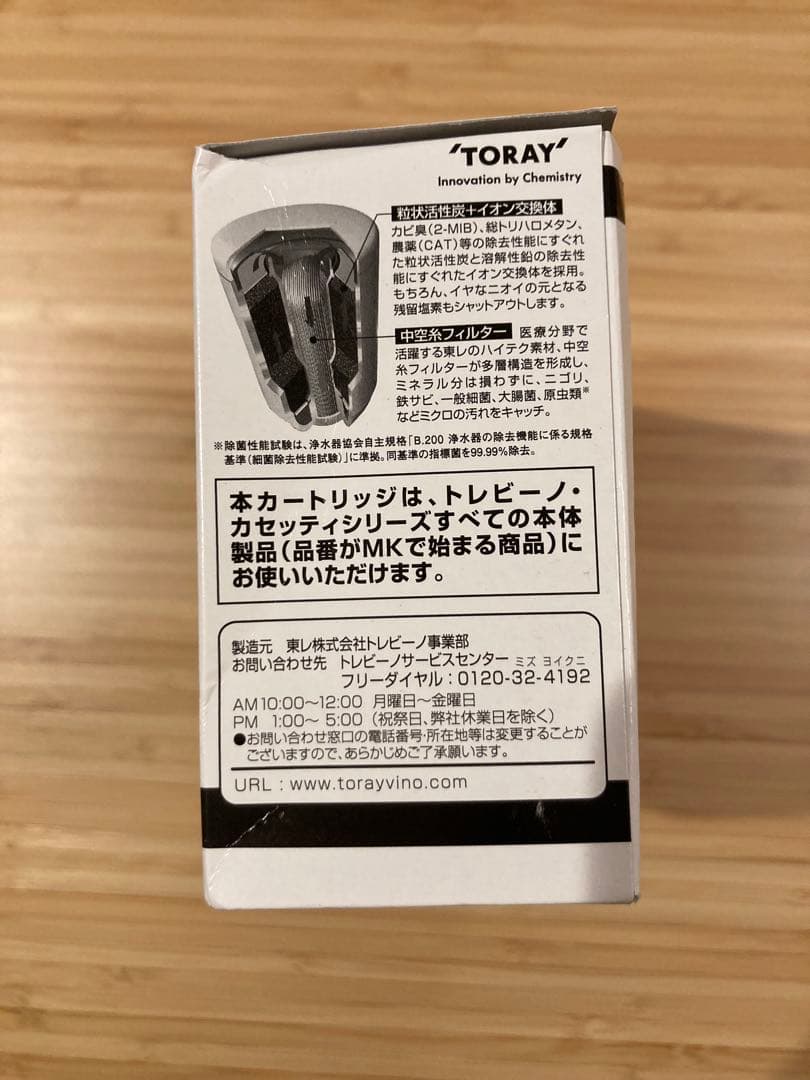 'TORAY'
Innovation by Chemistry
粒状活性炭+イオン交換体
カビ臭(2-MIB)、総トリハロメタン、
農薬(CAT)等の除去性能にすぐれ
た粒状活性炭と溶解性鉛の除去性
能にすぐれたイオン交換体を採用。
もちろん、イヤなニオイの元となる
残留塩素もシャットアウトします。
中空糸フィルター 医療分野で
活躍する東レのハイテク素材、中空
糸フィルターが多層構造を形成し、
ミネラル分は損わずに、ニゴリ、
鉄サビ、一般細菌、大腸菌、原虫類※
などミクロの汚れをキャッチ。
※除菌性能試験は、浄水器協会自主規格「B.200 浄水器の除去機能に係る規格
基準(細菌除去性能試験)」に準拠。同基準の指標菌を99.99%除去。
本カートリッジは、トレビーノ・
カセッティシリーズすべての本体
製品(品番がMKで始まる商品)に
お使いいただけます。
製造元 東レ株式会社トレビーノ事業部
お問い合わせ先 トレビーノサービスセンター ミズ ヨイクニ
フリーダイヤル:0120-32-4192
AM10:00〜12:00 月曜日〜金曜日
PM 1:00〜 5:00 (祝祭日、弊社休業日を除く)
●お問い合わせ窓口の電話番号・所在地等は変更することが
ございますので、あらかじめご了承願います。
URL : www.torayvino.com